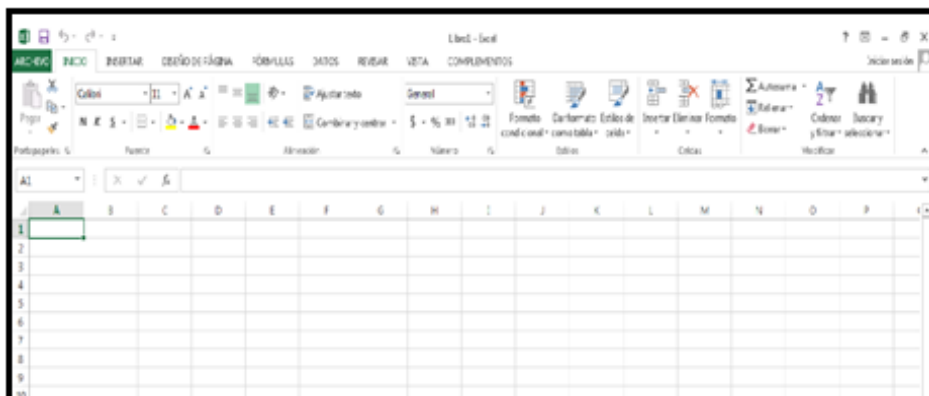 Libro1 - Excel
ARCHIVO INICIO INSERTAR DISEÑO DE PÁGINA FÓRMULAS DATOS REVISAR VISTA COMPLEMENTOS Iniciar sesión
Calibri 11 A A Ajustar texto General Autosuma
Pegar Formato Dar formato Estilos de Insertar Eliminar Formato Rellenar Ordenar Buscar y
N K S A Combinar y centrar $ % 000 condicional como tabla celda Borrar y filtrar seleccionar
Portapapeles Fuente Alineación Número Estilos Celdas Modificar
A1 fx
A B C D E F G H I J K L M N O P
1
2
3
4
5
6
7
8
9
10